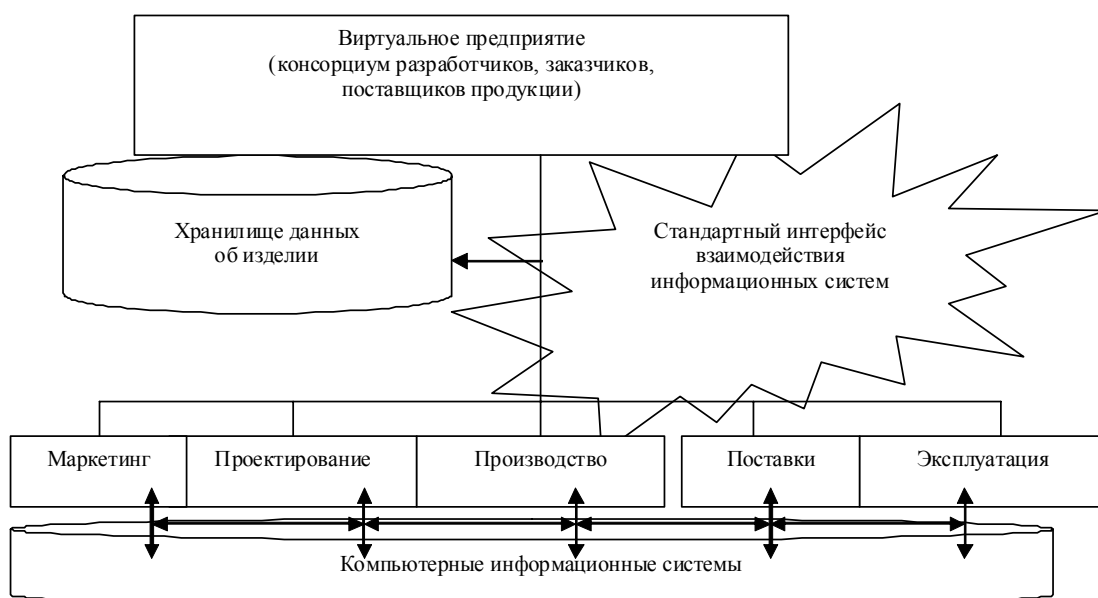 Виртуальное предприятие
(консорциум разработчиков, заказчиков,
поставщиков продукции)
Хранилище данных
об изделии
Стандартный интерфейс
взаимодействия
информационных систем
Маркетинг
Проектирование
Производство
Поставки
Эксплуатация
Компьютерные информационные системы